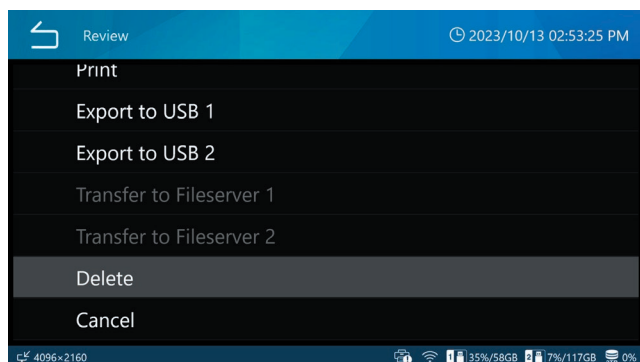 Review 2023/10/13 02:53:25 PM
Print
Export to USB 1
Export to USB 2
Transfer to Fileserver 1
Transfer to Fileserver 2
Delete
Cancel
4096×2160 1 35%/58GB 2 7%/117GB 0%